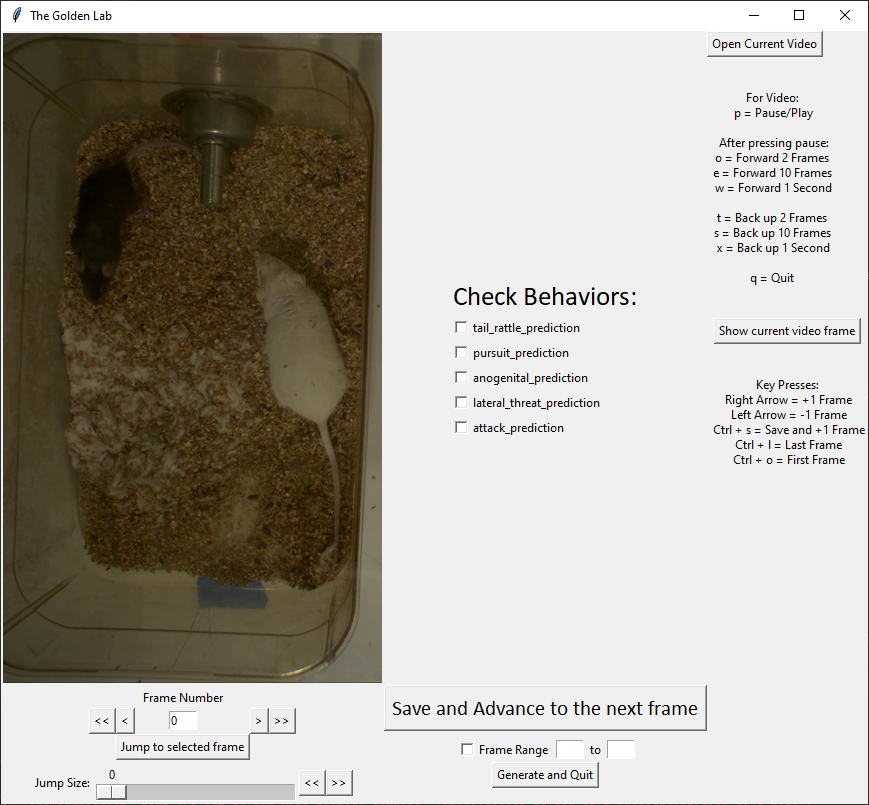 The Golden Lab
Open Current Video
For Video:
p = Pause/Play
After pressing pause:
o = Forward 2 Frames
e = Forward 10 Frames
w = Forward 1 Second
t = Back up 2 Frames
s = Back up 10 Frames
x = Back up 1 Second
q = Quit
Check Behaviors:
tail_rattle_prediction
pursuit_prediction
anogenital_prediction
lateral_threat_prediction
attack_prediction
Show current video frame
Key Presses:
Right Arrow = +1 Frame
Left Arrow = -1 Frame
Ctrl + s = Save and +1 Frame
Ctrl + l = Last Frame
Ctrl + o = First Frame
Frame Number
<< < 0 > >>
Jump to selected frame
Jump Size: 0 << >>
Save and Advance to the next frame
Frame Range to
Generate and Quit